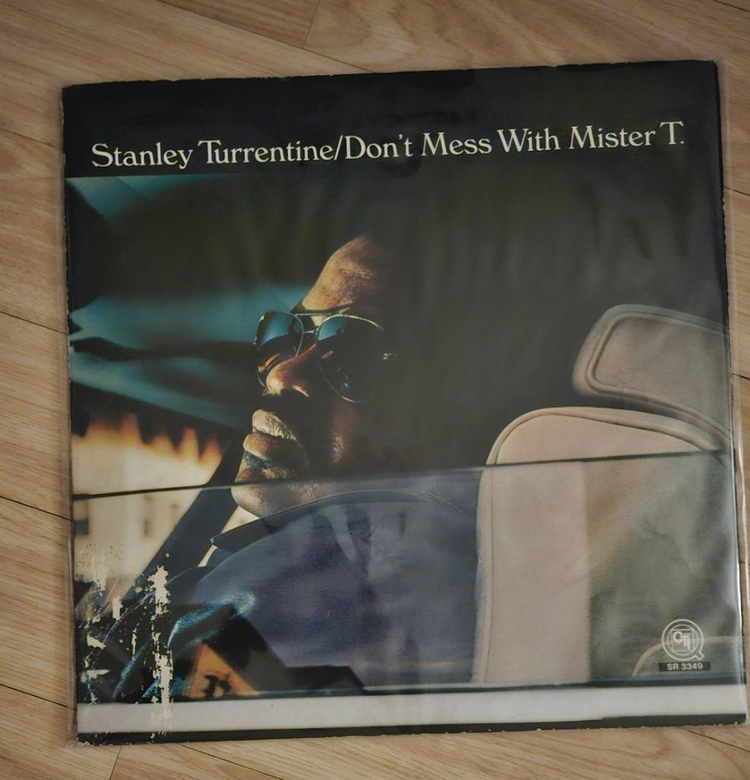 Stanley Turrentine/Don't Mess With Mister T.
CTI
SR 3349